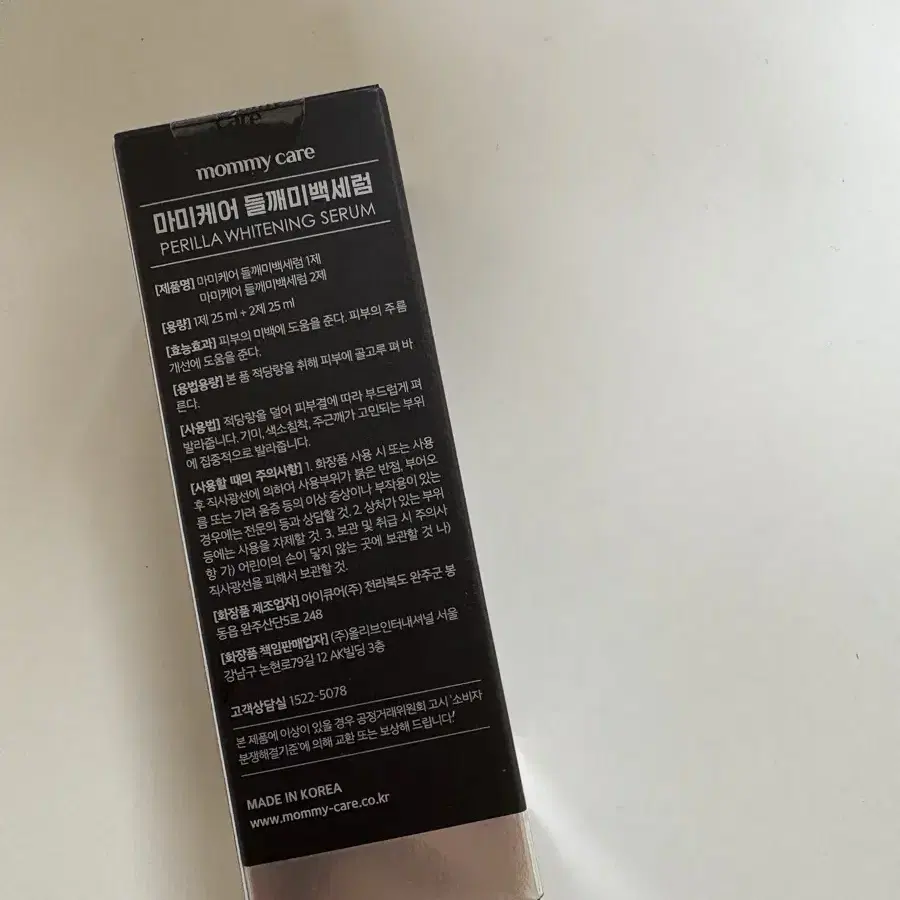 mommy care
마미케어 들깨미백세럼
PERILLA WHITENING SERUM
[제품명] 마미케어 들깨미백세럼 1제
마미케어 들깨미백세럼 2제
[용량] 1제 25 ml + 2제 25 ml
[효능효과] 피부의 미백에 도움을 준다. 피부의 주름
개선에 도움을 준다.
[용법용량] 본 품 적당량을 취해 피부에 골고루 펴 바
른다.
[사용법] 적당량을 덜어 피부결에 따라 부드럽게 펴
발라줍니다. 기미, 색소침착, 주근깨가 고민되는 부위
에 집중적으로 발라줍니다.
[사용할 때의 주의사항] 1. 화장품 사용 시 또는 사용
후 직사광선에 의하여 사용부위가 붉은 반점, 부어오
름 또는 가려움증 등의 이상 증상이나 부작용이 있는
경우에는 전문의 등과 상담할 것. 2. 상처가 있는 부위
등에는 사용을 자제할 것. 3. 보관 및 취급 시 주의사
항 가) 어린이의 손이 닿지 않는 곳에 보관할 것 나)
직사광선을 피해서 보관할 것.
[화장품 제조업자] 아이큐어(주) 전라북도 완주군 봉
동읍 완주산단5로 248
[화장품 책임판매업자] (주)올리브인터내셔널 서울
강남구 논현로79길 12 AK빌딩 3층
고객상담실 1522-5078
본 제품에 이상이 있을 경우 공정거래위원회 고시 '소비자
분쟁해결기준'에 의해 교환 또는 보상해 드립니다.
MADE IN KOREA
www.mommy-care.co.kr